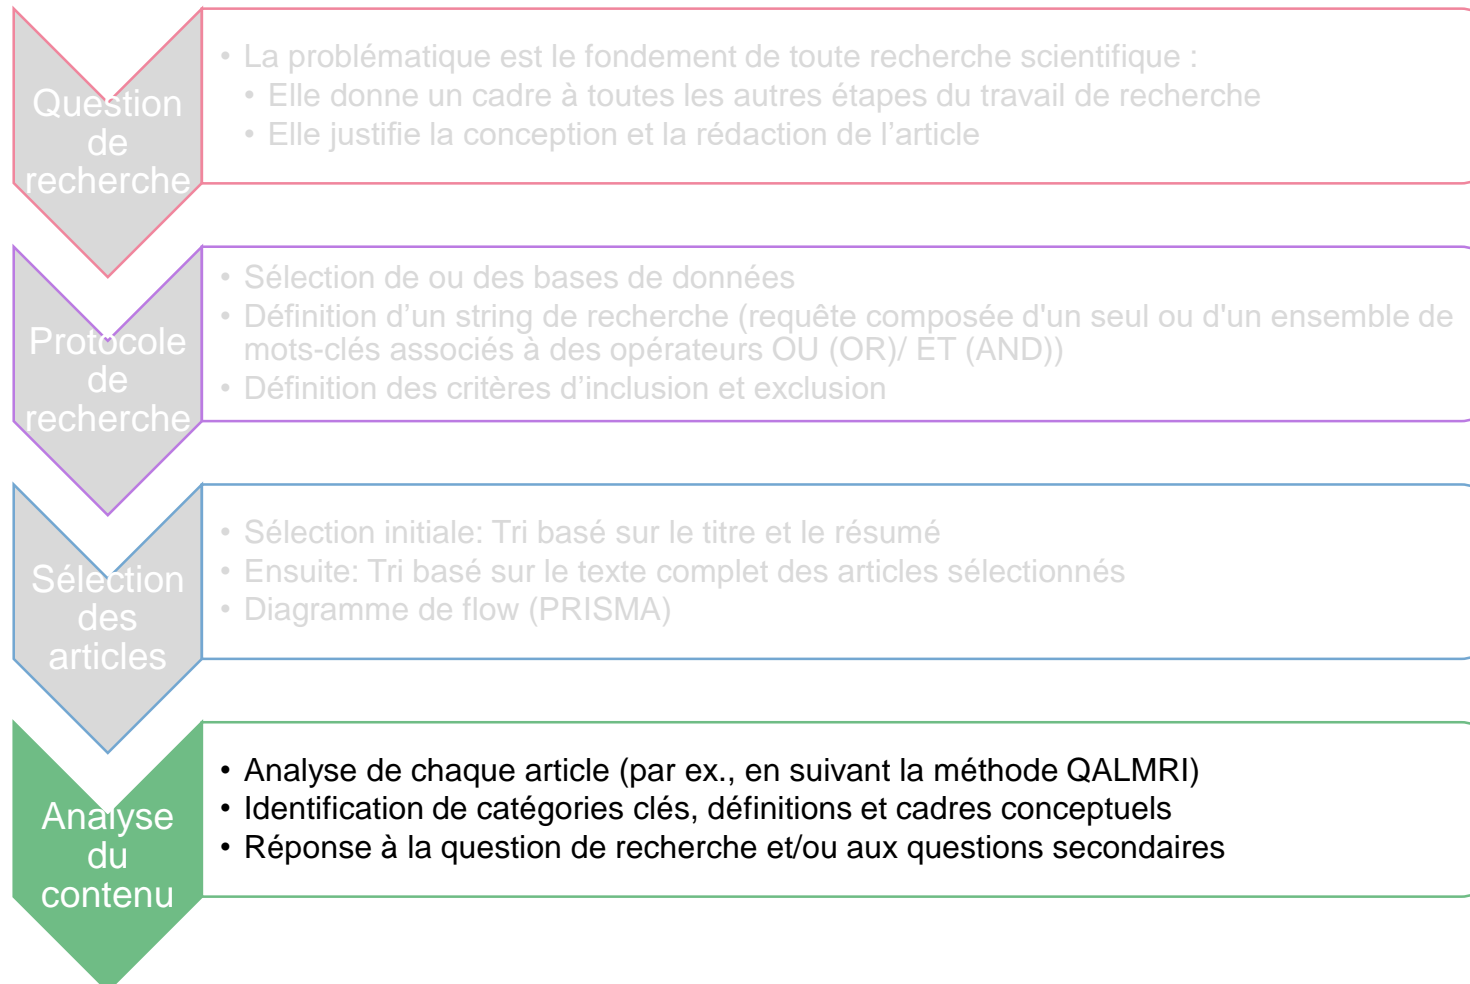 Question
de
recherche
• La problématique est le fondement de toute recherche scientifique :
• Elle donne un cadre à toutes les autres étapes du travail de recherche
• Elle justifie la conception et la rédaction de l’article
Protocole
de
recherche
• Sélection de ou des bases de données
• Définition d’un string de recherche (requête composée d'un seul ou d'un ensemble de
mots-clés associés à des opérateurs OU (OR)/ ET (AND))
• Définition des critères d’inclusion et exclusion
Sélection
des
articles
• Sélection initiale: Tri basé sur le titre et le résumé
• Ensuite: Tri basé sur le texte complet des articles sélectionnés
• Diagramme de flow (PRISMA)
Analyse
du
contenu
• Analyse de chaque article (par ex., en suivant la méthode QALMRI)
• Identification de catégories clés, définitions et cadres conceptuels
• Réponse à la question de recherche et/ou aux questions secondaires